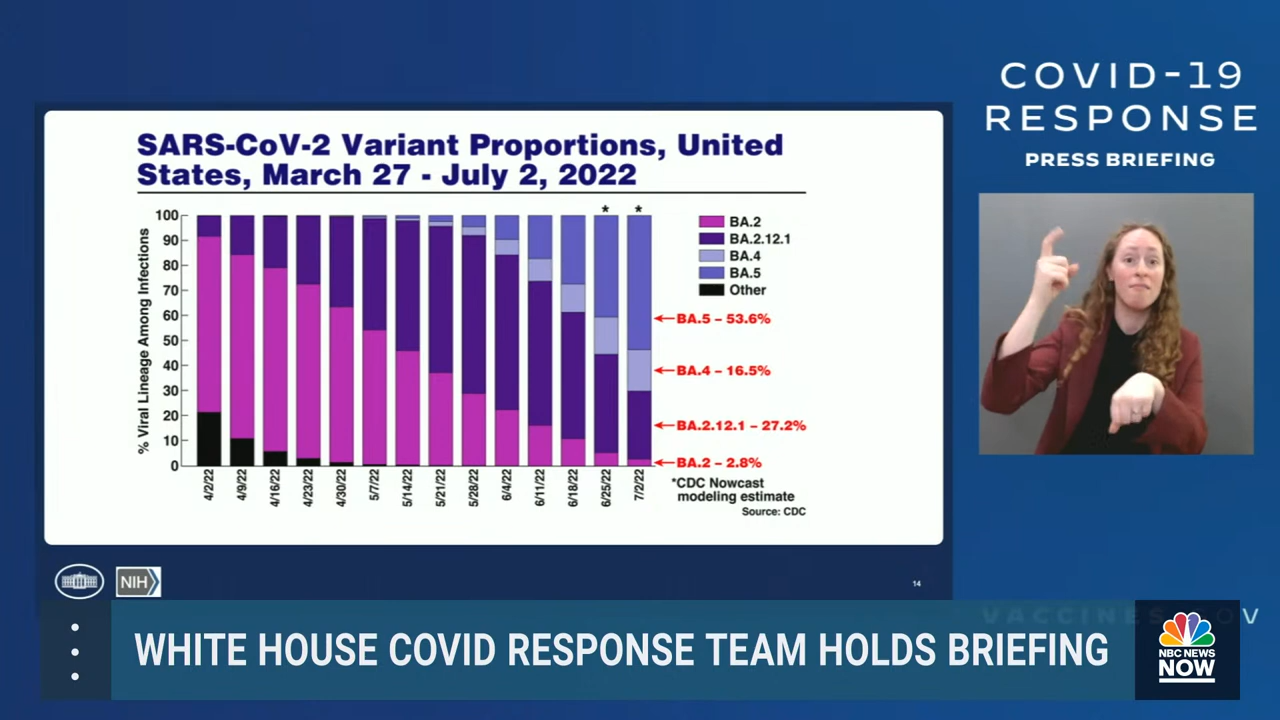 COVID-19
RESPONSE
PRESS BRIEFING
SARS-CoV-2 Variant Proportions, United
States, March 27 - July 2, 2022
% Viral Lineage Among Infections
100
90
80
70
60
50
40
30
20
10
0
* *
BA.2
BA.2.12.1
BA.4
BA.5
Other
BA.5 – 53.6%
BA.4 – 16.5%
BA.2.12.1 – 27.2%
BA.2 – 2.8%
4/2/22
4/9/22
4/16/22
4/23/22
4/30/22
5/7/22
5/14/22
5/21/22
5/28/22
6/4/22
6/11/22
6/18/22
6/25/22
7/2/22
*CDC Nowcast
modeling estimate
Source: CDC
NIH
14
VACCINES.GOV
WHITE HOUSE COVID RESPONSE TEAM HOLDS BRIEFING
NBC NEWS
NOW